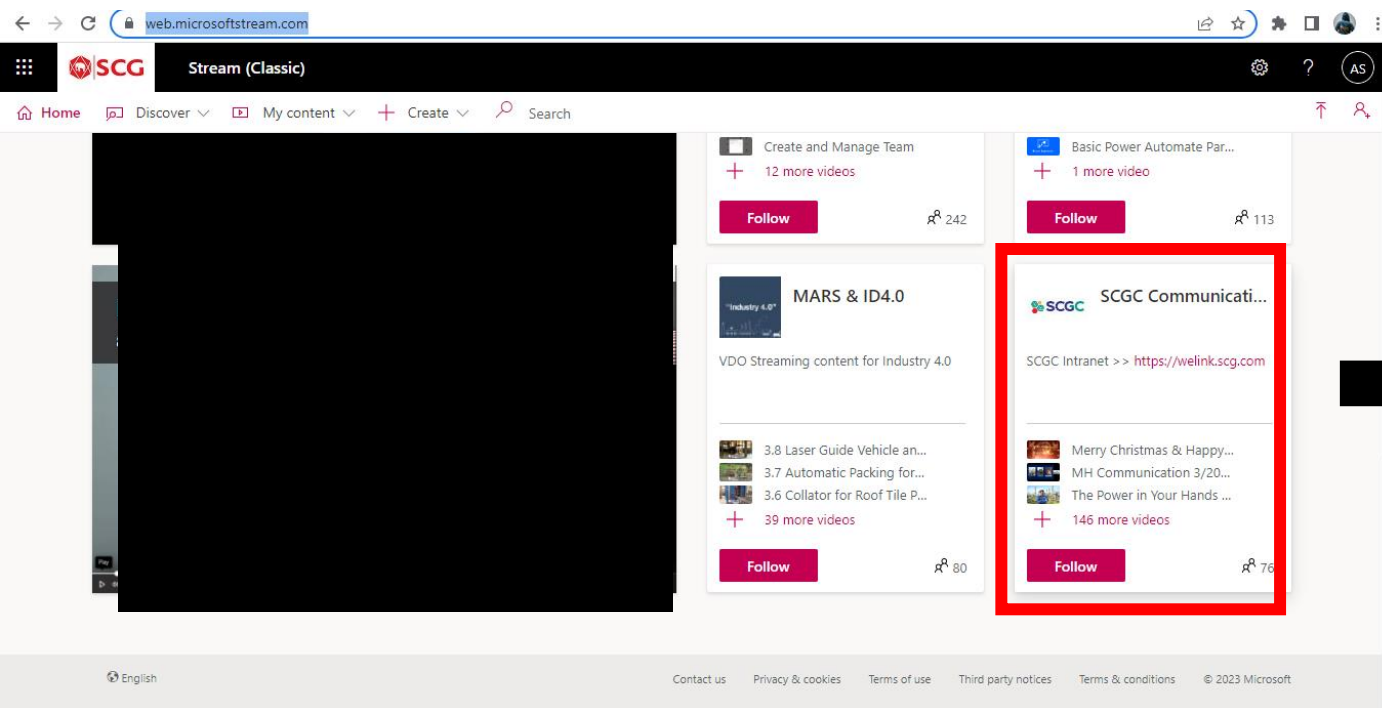 web.microsoftstream.com
SCG
Stream (Classic)
?
AS
Home
Discover
My content
Create
Search
Create and Manage Team
12 more videos
Follow
242
Basic Power Automate Par...
1 more video
Follow
113
"Industry 4.0"
MARS & ID4.0
VDO Streaming content for Industry 4.0
3.8 Laser Guide Vehicle an...
3.7 Automatic Packing for...
3.6 Collator for Roof Tile P...
39 more videos
Follow
80
SCGC
SCGC Communicati...
SCGC Intranet >> https://welink.scg.com
Merry Christmas & Happy...
MH Communication 3/20...
The Power in Your Hands ...
146 more videos
Follow
76
Play
English
Contact us
Privacy & cookies
Terms of use
Third party notices
Terms & conditions
© 2023 Microsoft